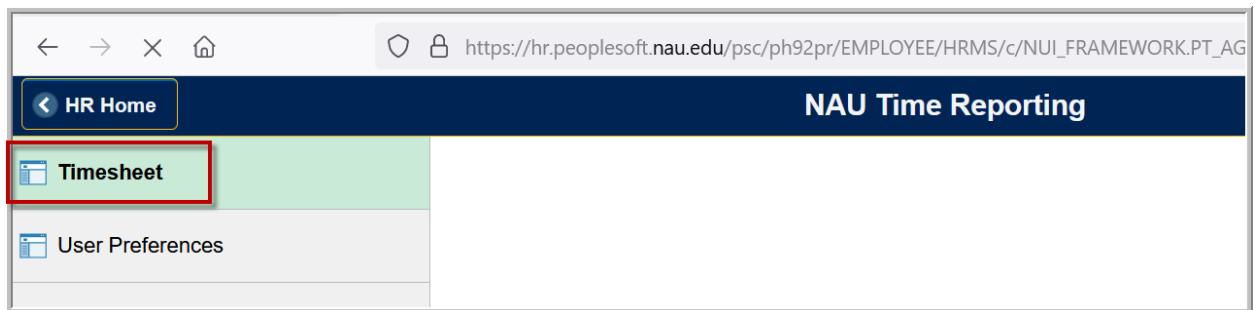 https://hr.peoplesoft.nau.edu/psc/ph92pr/EMPLOYEE/HRMS/c/NUI_FRAMEWORK.PT_AG
HR Home
NAU Time Reporting
Timesheet
User Preferences